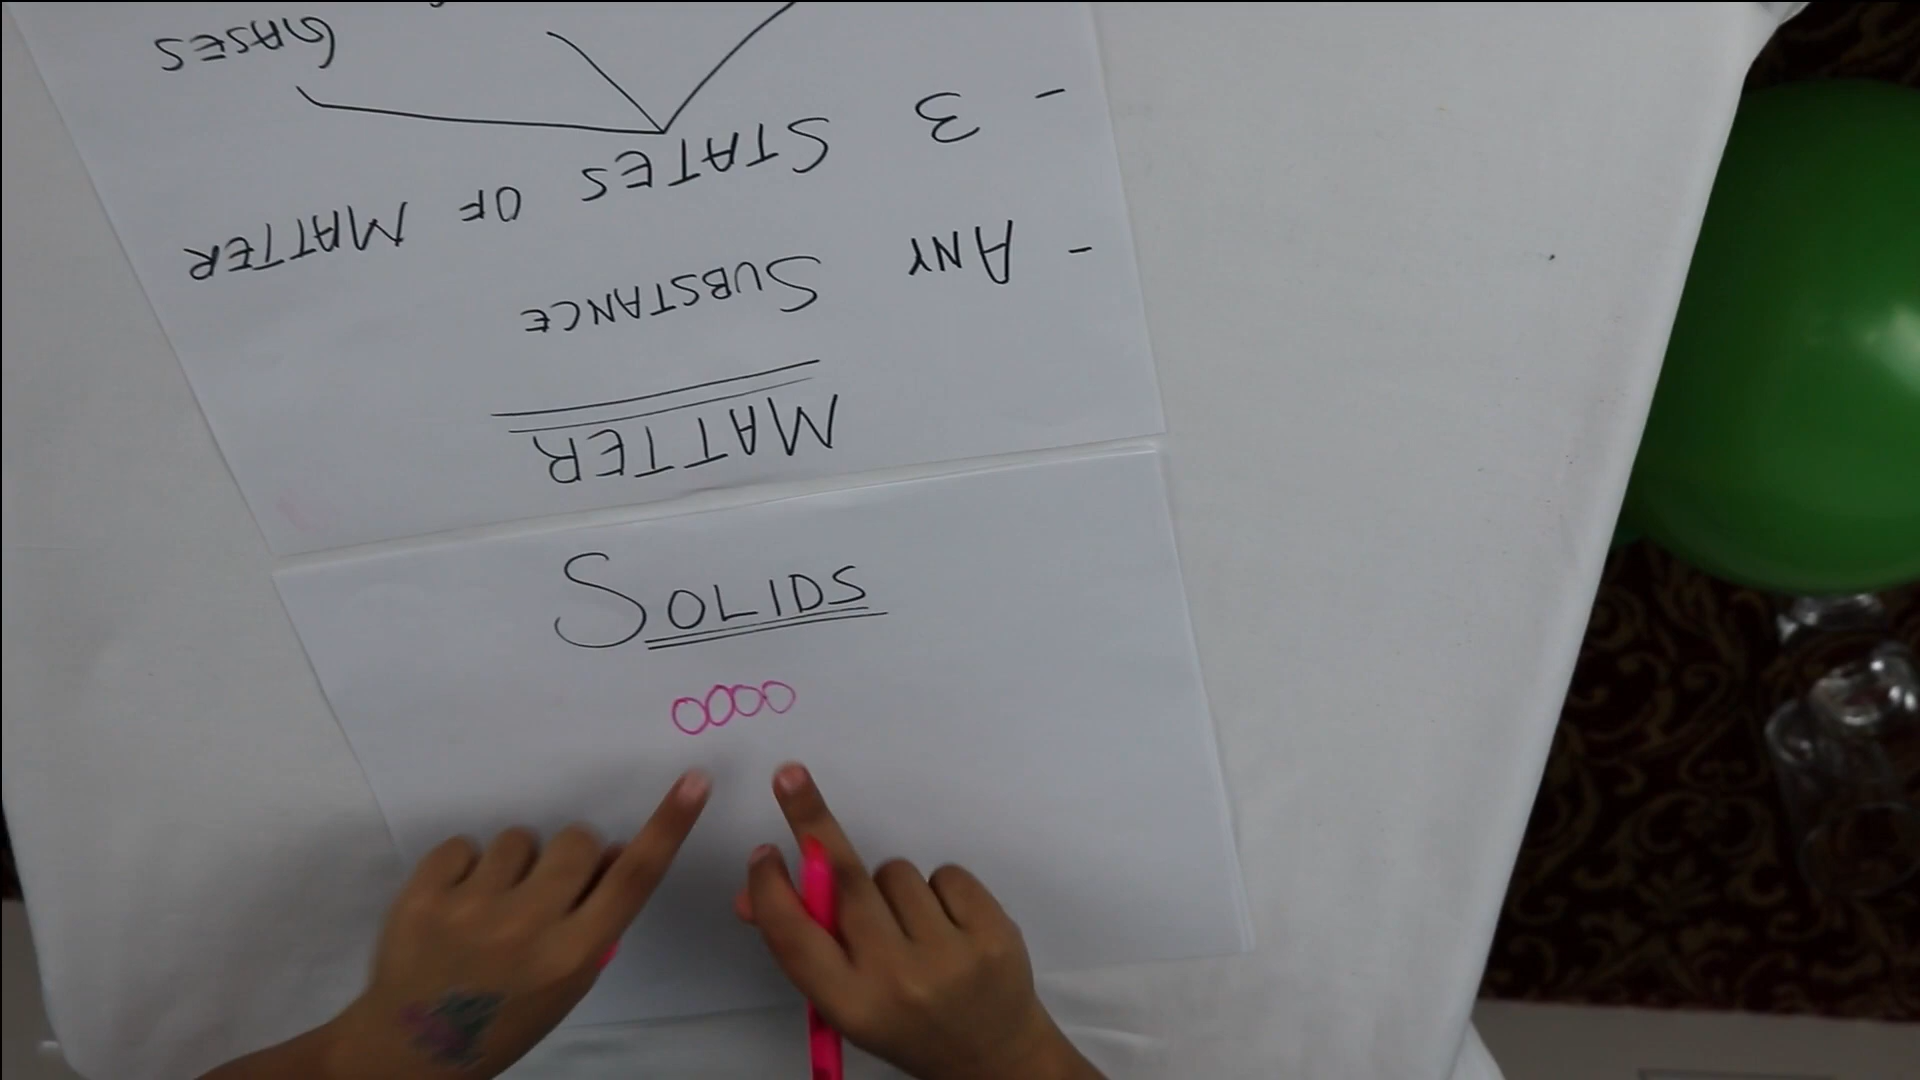 MATTER
- ANY SUBSTANCE
- 3 STATES OF MATTER
GASES
SOLIDS